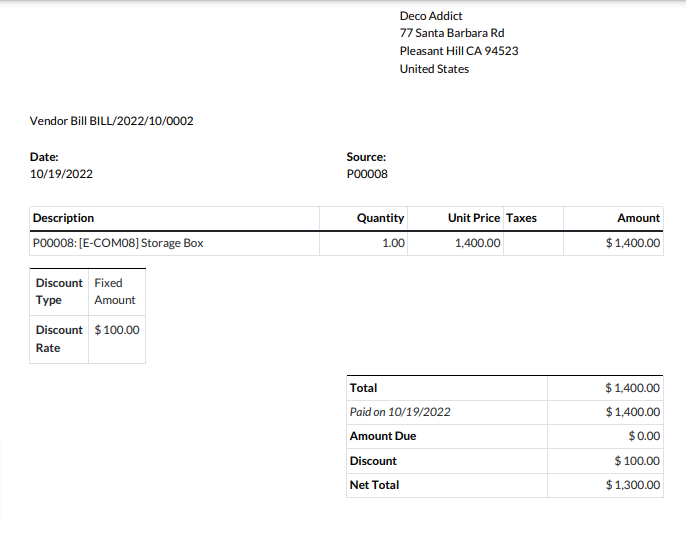 Deco Addict
77 Santa Barbara Rd
Pleasant Hill CA 94523
United States
Vendor Bill BILL/2022/10/0002
Date: Source:
10/19/2022 P00008
Description Quantity Unit Price Taxes Amount
P00008: [E-COM08] Storage Box 1.00 1,400.00 $ 1,400.00
Discount Fixed
Type Amount
Discount $ 100.00
Rate
Total $ 1,400.00
Paid on 10/19/2022 $ 1,400.00
Amount Due $ 0.00
Discount $ 100.00
Net Total $ 1,300.00